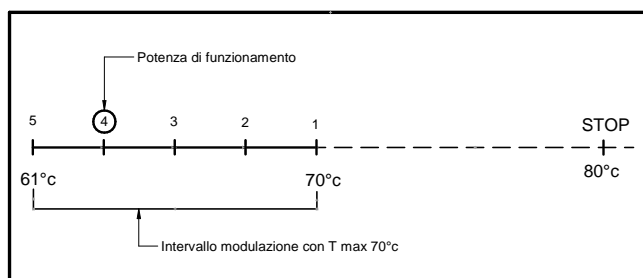 Potenza di funzionamento
5 4 3 2 1 STOP
61°c 70°c 80°c
Intervallo modulazione con T max 70°c